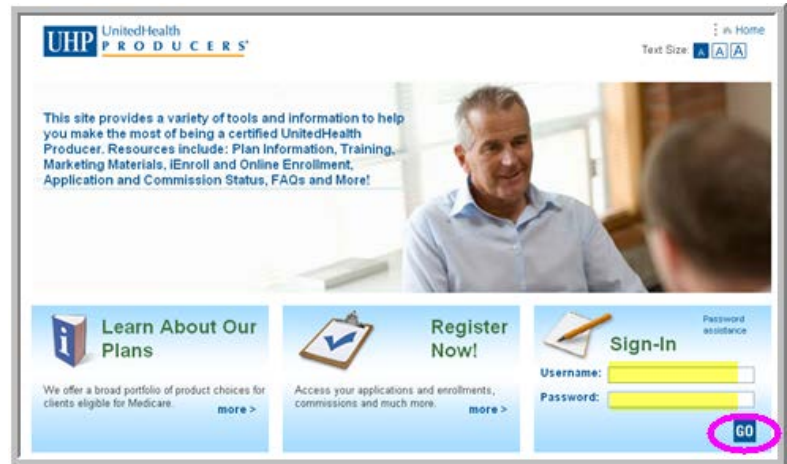 UHP UnitedHealth
PRODUCERS
Home
Text Size: A A A
This site provides a variety of tools and information to help
you make the most of being a certified UnitedHealth
Producer. Resources include: Plan Information, Training,
Marketing Materials, iEnroll and Online Enrollment,
Application and Commission Status, FAQs and More!
i
Learn About Our
Plans
We offer a broad portfolio of product choices for
clients eligible for Medicare.
more >
Register
Now!
Access your applications and enrollments,
commissions and much more.
more >
Password
assistance
Sign-In
Username:
Password:
GO